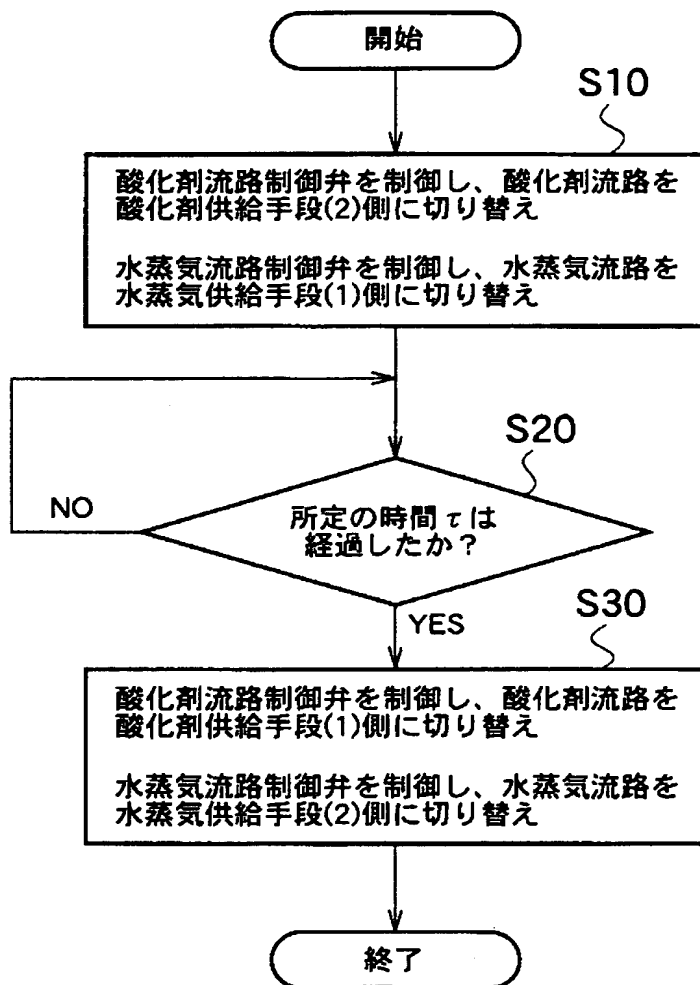 開始
S10
酸化剤流路制御弁を制御し、酸化剤流路を
酸化剤供給手段(2)側に切り替え
水蒸気流路制御弁を制御し、水蒸気流路を
水蒸気供給手段(1)側に切り替え
S20
所定の時間τは
経過したか？
NO
YES
S30
酸化剤流路制御弁を制御し、酸化剤流路を
酸化剤供給手段(1)側に切り替え
水蒸気流路制御弁を制御し、水蒸気流路を
水蒸気供給手段(2)側に切り替え
終了